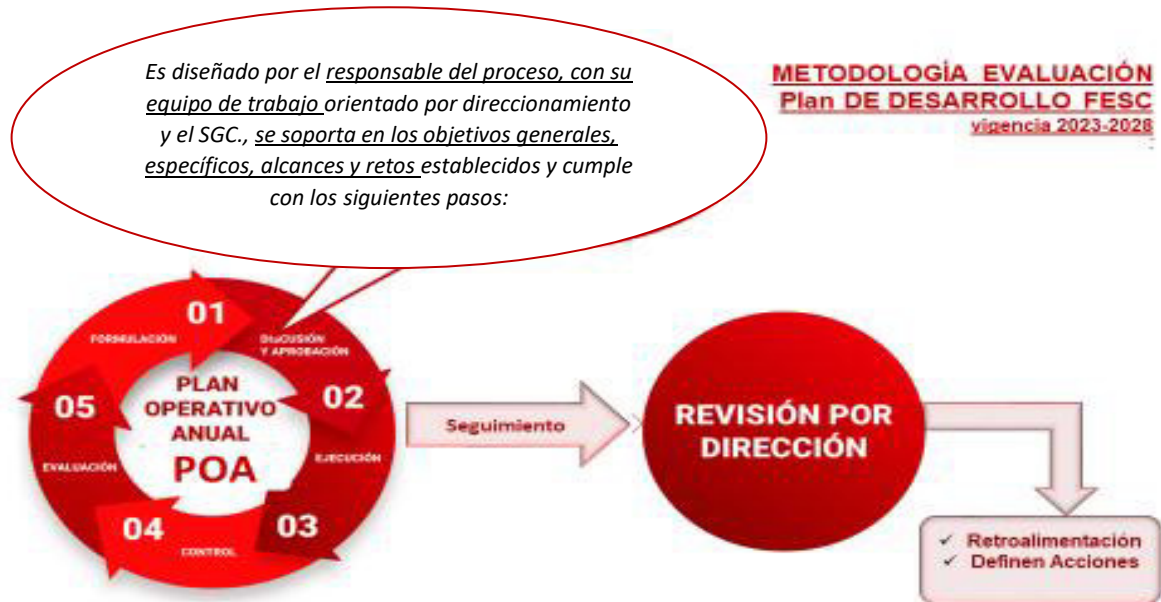 Es diseñado por el responsable del proceso, con su
equipo de trabajo orientado por direccionamiento
y el SGC., se soporta en los objetivos generales,
específicos, alcances y retos establecidos y cumple
con los siguientes pasos:
METODOLOGÍA EVALUACIÓN
Plan DE DESARROLLO FESC
vigencia 2023-2028
01
FORMULACIÓN
DIsCUSIÓN
Y APROBACIÓN
02
EJECUCIÓN
03
CONTROL
04
EVALUACIÓN
05
PLAN
OPERATIVO
ANUAL
POA
Seguimiento
REVISIÓN POR
DIRECCIÓN
✓ Retroalimentación
✓ Definen Acciones